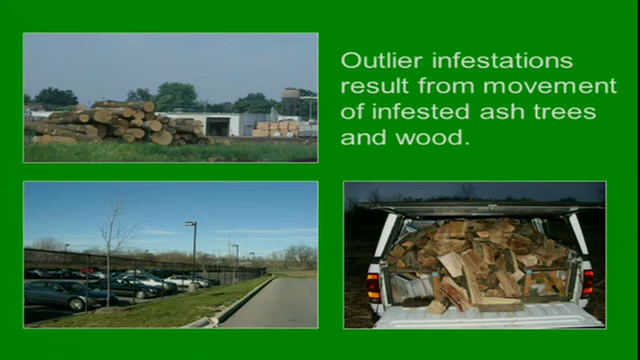 Outlier infestations
result from movement
of infested ash trees
and wood.